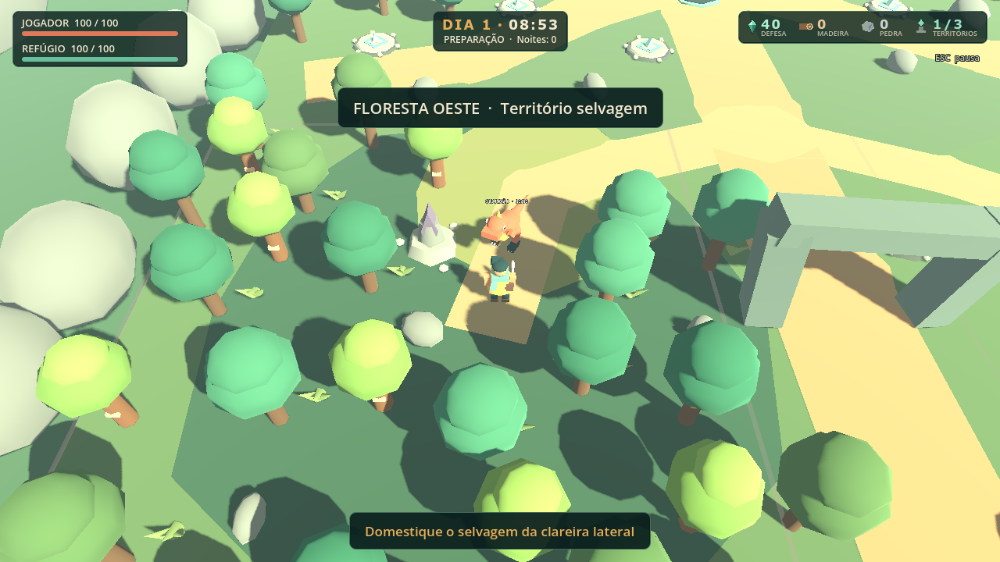 JOGADOR 100 / 100
REFÚGIO 100 / 100
DIA 1 · 08:53
PREPARAÇÃO · Noites: 0
40 DEFESA
0 MADEIRA
0 PEDRA
1 / 3 TERRITÓRIOS
ESC pausa
FLORESTA OESTE · Território selvagem
Domestique o selvagem da clareira lateral